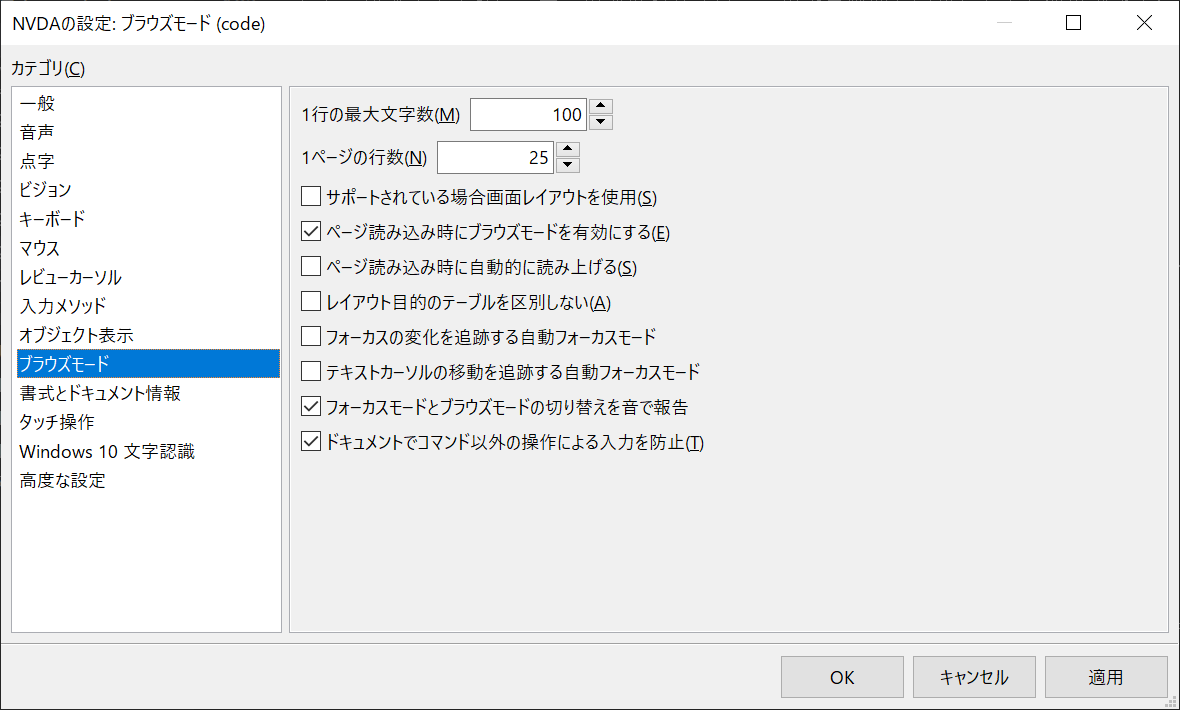 NVDAの設定: ブラウズモード (code)
カテゴリ(C)
一般
音声
点字
ビジョン
キーボード
マウス
レビューカーソル
入力メソッド
オブジェクト表示
ブラウズモード
書式とドキュメント情報
タッチ操作
Windows 10 文字認識
高度な設定
1行の最大文字数(M) 100
1ページの行数(N) 25
サポートされている場合画面レイアウトを使用(S)
ページ読み込み時にブラウズモードを有効にする(E)
ページ読み込み時に自動的に読み上げる(S)
レイアウト目的のテーブルを区別しない(A)
フォーカスの変化を追跡する自動フォーカスモード
テキストカーソルの移動を追跡する自動フォーカスモード
フォーカスモードとブラウズモードの切り替えを音で報告
ドキュメントでコマンド以外の操作による入力を防止(T)
OK キャンセル 適用